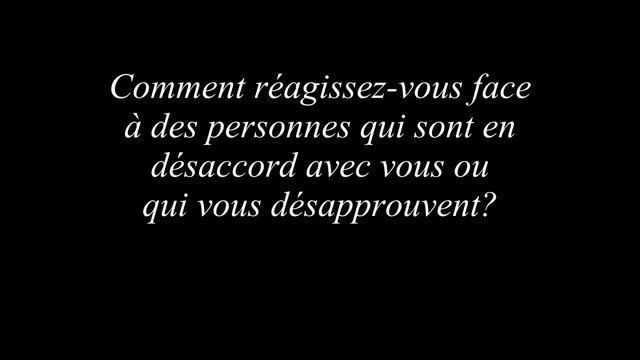 Comment réagissez-vous face
à des personnes qui sont en
désaccord avec vous ou
qui vous désapprouvent?